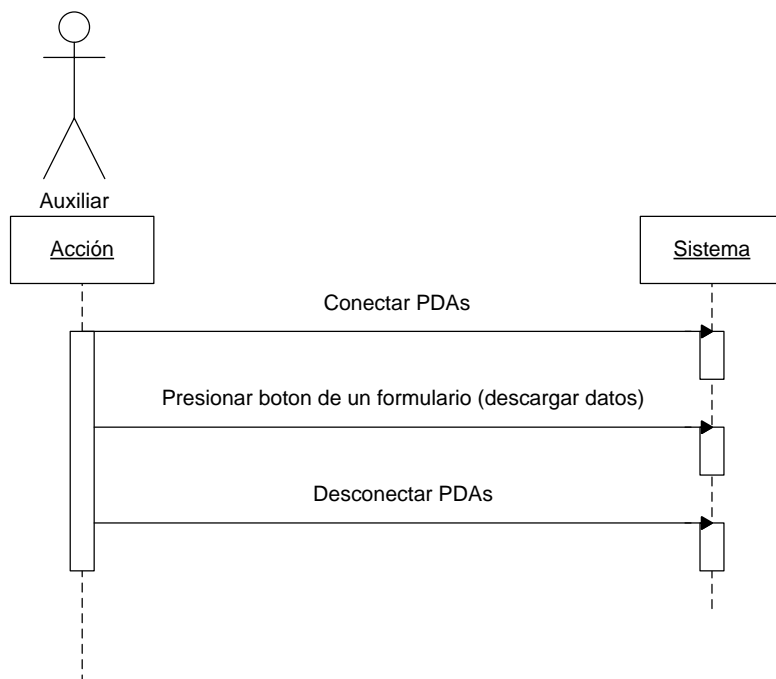 Auxiliar
Acción
Sistema
Conectar PDAs
Presionar boton de un formulario (descargar datos)
Desconectar PDAs